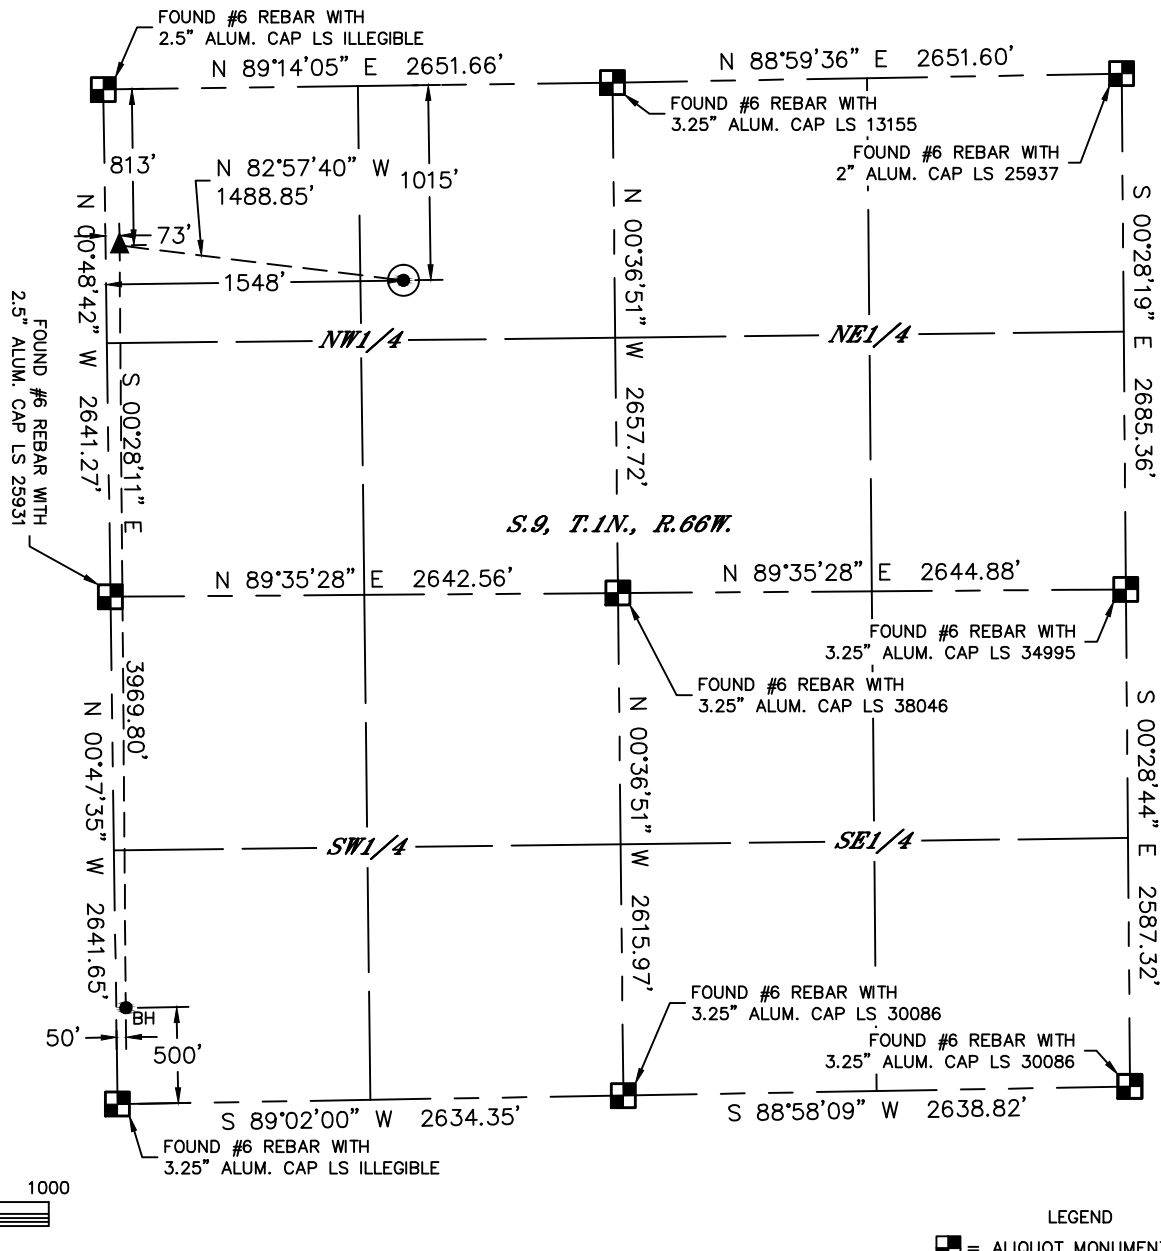 FOUND #6 REBAR WITH
2.5" ALUM. CAP LS ILLEGIBLE
N 89°14'05" E 2651.66'
N 88°59'36" E 2651.60'
FOUND #6 REBAR WITH
3.25" ALUM. CAP LS 13155
FOUND #6 REBAR WITH
2" ALUM. CAP LS 25937
813'
N 82°57'40" W
1488.85'
1015'
73'
1548'
N 00°48'42" W 2641.27'
S 00°28'11" E
3969.80'
N 00°36'51" W 2657.72'
S 00°28'19" E 2685.36'
NW1/4
NE1/4
FOUND #6 REBAR WITH
2.5" ALUM. CAP LS 25931
S.9, T.1N., R.66W.
N 89°35'28" E 2642.56'
N 89°35'28" E 2644.88'
FOUND #6 REBAR WITH
3.25" ALUM. CAP LS 34995
FOUND #6 REBAR WITH
3.25" ALUM. CAP LS 38046
N 00°47'35" W 2641.65'
N 00°36'51" W 2615.97'
S 00°28'44" E 2587.32'
SW1/4
SE1/4
BH
50'
500'
FOUND #6 REBAR WITH
3.25" ALUM. CAP LS 30086
FOUND #6 REBAR WITH
3.25" ALUM. CAP LS 30086
S 89°02'00" W 2634.35'
S 88°58'09" W 2638.82'
FOUND #6 REBAR WITH
3.25" ALUM. CAP LS ILLEGIBLE
1000
LEGEND
= ALIQUOT MONUMENT